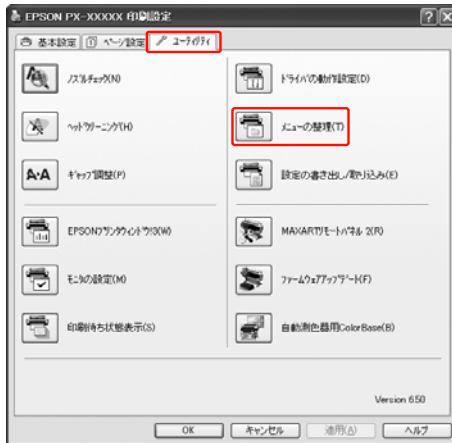 EPSON PX-XXXXX 印刷設定
基本設定 ページ設定 ユーティリティ
ノズルチェック(N)
ドライバの動作設定(D)
ヘッドクリーニング(H)
メニューの整理(T)
ギャップ調整(P)
設定の書き出し/取り込み(E)
EPSONプリンタウィンドウ!3(W)
MAXARTリモートパネル 2(R)
モニタの設定(M)
ファームウェアアップデート(F)
印刷待ち状態表示(S)
自動測色器用ColorBase(B)
Version 6.50
OK キャンセル 適用(A) ヘルプ